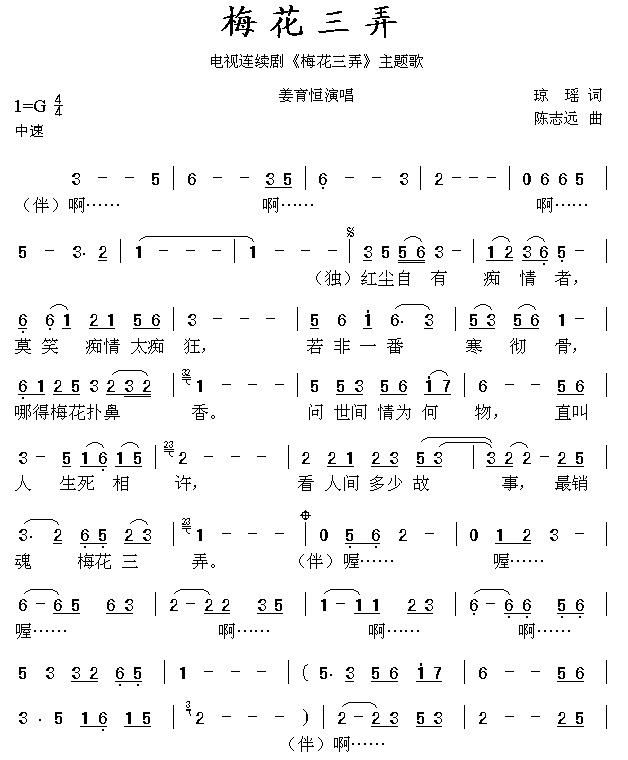 梅花三弄
电视连续剧《梅花三弄》主题歌
1=G 4/4 姜育恒演唱 琼 瑶 词
中速 陈志远 曲
3 - - 5 | 6 - - 3 5 | 6 - - 3 | 2 - - - | 0 6 6 5 |
（伴）啊…… 啊…… 啊……
5 - 3· 2 | 1 - - - | 1 - - - | 3 5 5 6 3 - | 1 2 3 6 5 - |
（独）红尘自 有 痴 情 者，
6 6 1 2 1 5 6 | 3 - - - | 5 6 i 6· 3 | 5 3 5 6 1 - |
莫 笑 痴情 太痴 狂， 若 非 一 番 寒 彻 骨，
6 1 2 5 3 2 3 2 | 3 2 1 - - - | 5 5 3 5 6 i 7 | 6 - - 5 6 |
哪得梅花扑鼻 香。 问 世间 情为 何 物， 直叫
3 - 5 1 6 1 5 | 2 3 2 - - - | 2 2 1 2 3 5 3 | 3 2 2 - 2 5 |
人 生死 相 许， 看 人间 多少 故 事， 最销
3· 2 6 5 2 3 | 2 3 1 - - - | 0 5 6 2 - | 0 1 2 3 - |
魂 梅花 三 弄。 （伴）喔…… 喔……
6 - 6 5 6 3 | 2 - 2 2 3 5 | 1 - 1 1 2 3 | 6 - 6 6 5 6 |
喔…… 啊…… 啊…… 啊……
5 3 3 2 6 5 | 1 - - - | ( 5· 3 5 6 i 7 | 6 - - 5 6 |
3 · 5 1 6 1 5 | 3 2 - - - ) | 2 - 2 3 5 4 | 2 - - 5 |
（伴）啊……